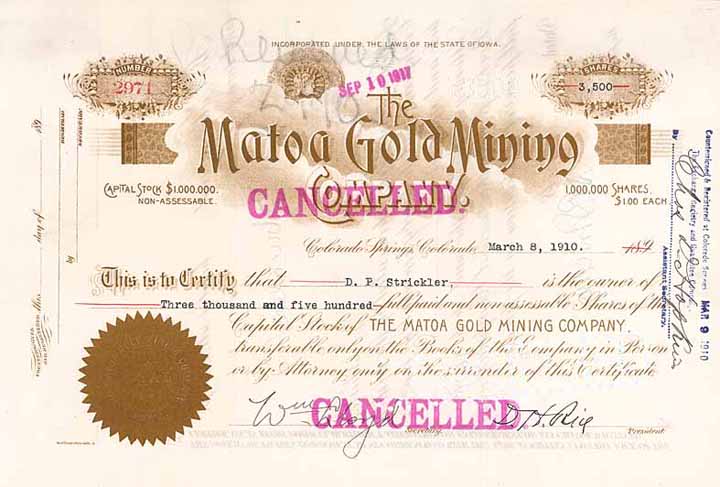 INCORPORATED UNDER THE LAWS OF THE STATE OF IOWA.
NUMBER
2971
SEP 10 1917
SHARES
3,500
The
Matoa Gold Mining
Company.
CAPITAL STOCK $1,000,000.
NON-ASSESSABLE.
1,000,000 SHARES.
$1.00 EACH.
CANCELLED.
Colorado Springs, Colorado, March 8, 1910. 189
This is to Certify that D. P. Strickler, is the owner of
Three thousand and five hundred full paid and non assessable Shares of the
Capital Stock of THE MATOA GOLD MINING COMPANY.
transferable only on the Books of the Company in Person
or by Attorney only on the surrender of this Certificate
CANCELLED
D. H. Rice
Secretary.
President.
Countersigned & Registered at Colorado Springs
MAR 9 1910
By
Assistant Secretary.